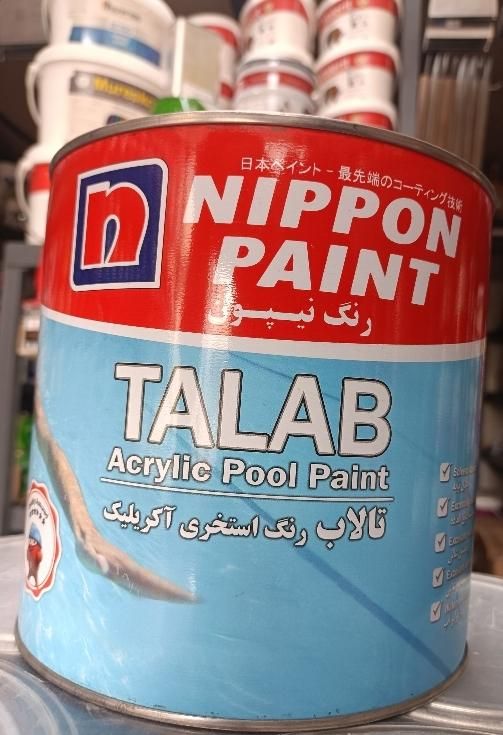 日本ペイント - 最先端のコーティング技術
n
NIPPON
PAINT
رنگ نیپون
TALAB
Acrylic Pool Paint
تالاب رنگ استخری آکریلیک